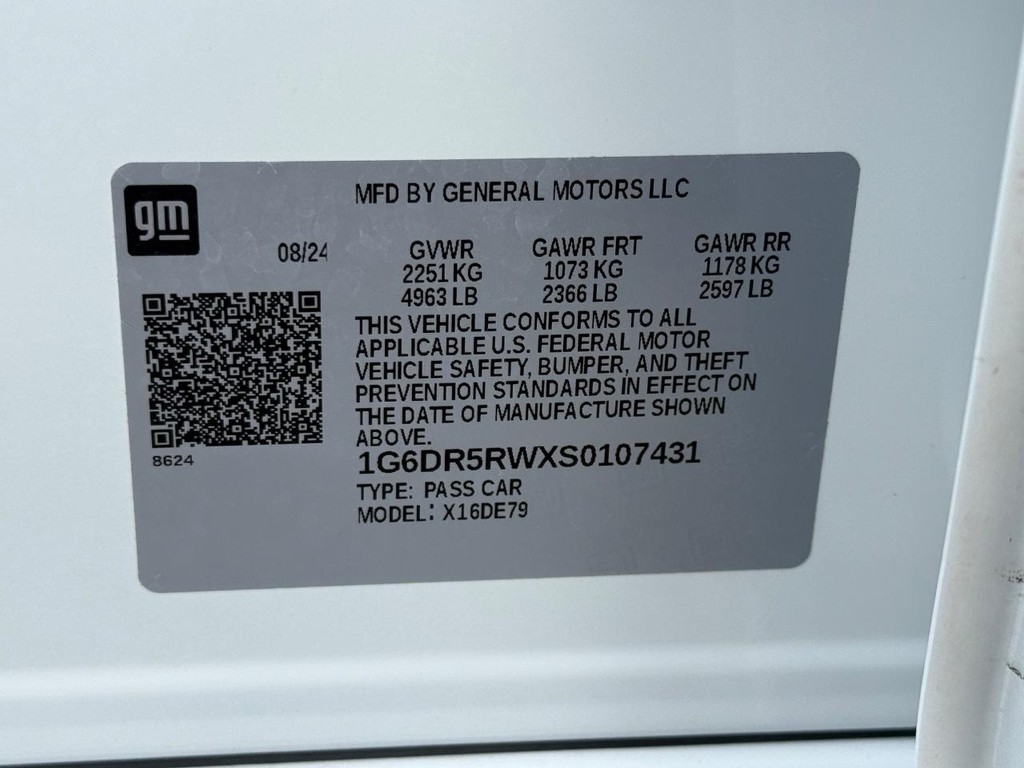 gm
MFD BY GENERAL MOTORS LLC
08/24 GVWR GAWR FRT GAWR RR
2251 KG 1073 KG 1178 KG
4963 LB 2366 LB 2597 LB
THIS VEHICLE CONFORMS TO ALL
APPLICABLE U.S. FEDERAL MOTOR
VEHICLE SAFETY, BUMPER, AND THEFT
PREVENTION STANDARDS IN EFFECT ON
THE DATE OF MANUFACTURE SHOWN
ABOVE.
8624
1G6DR5RWXS0107431
TYPE: PASS CAR
MODEL: X16DE79